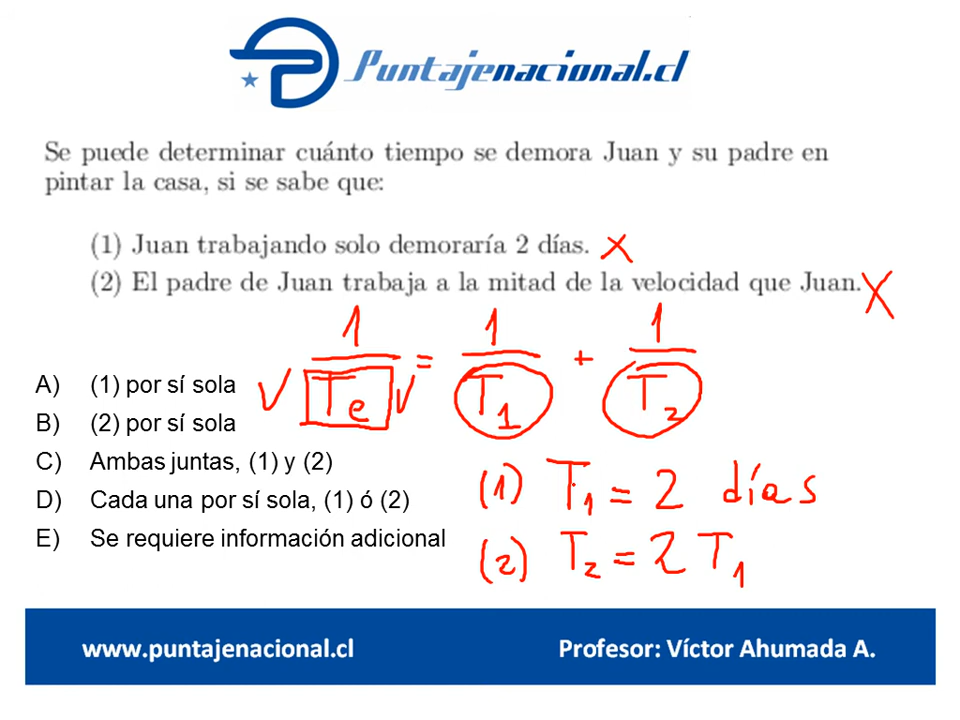 Puntajenacional.cl
Se puede determinar cuánto tiempo se demora Juan y su padre en
pintar la casa, si se sabe que:
(1) Juan trabajando solo demoraría 2 días. X
(2) El padre de Juan trabaja a la mitad de la velocidad que Juan. X
1/Te = 1/T1 + 1/T2
A) (1) por sí sola
B) (2) por sí sola
C) Ambas juntas, (1) y (2)
D) Cada una por sí sola, (1) ó (2)
E) Se requiere información adicional
(1) T1 = 2 días
(2) T2 = 2 T1
www.puntajenacional.cl
Profesor: Víctor Ahumada A.